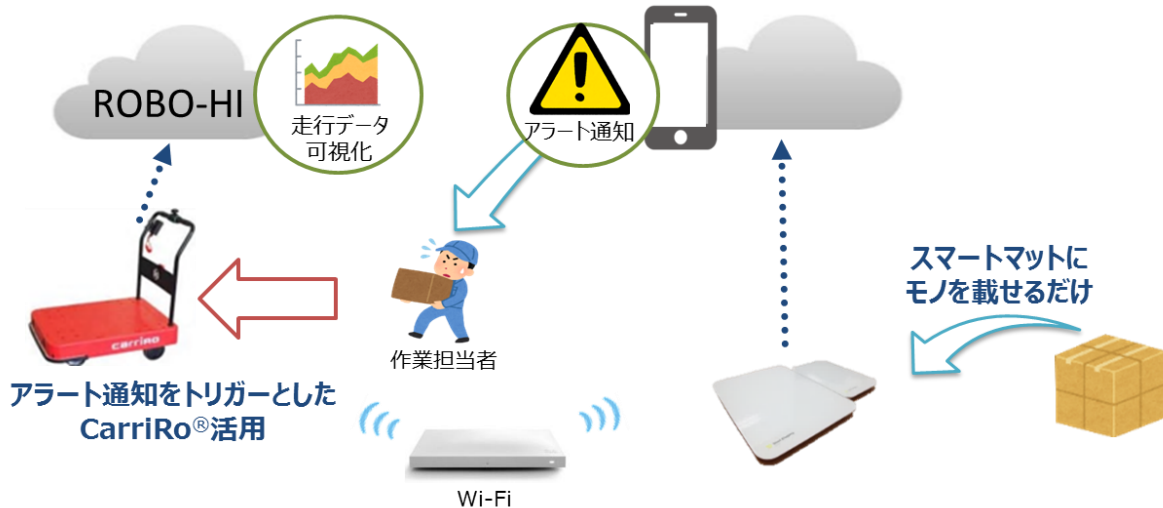 ROBO-HI
走行データ
可視化
アラート通知
スマートマットに
モノを載せるだけ
作業担当者
CarriRo
アラート通知をトリガーとした
CarriRo®活用
Wi-Fi